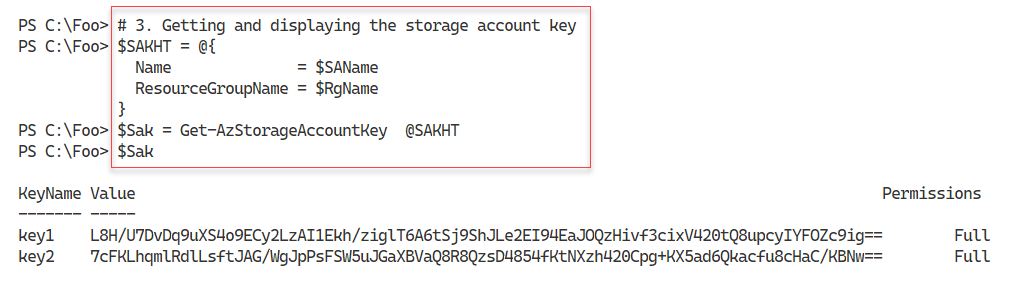 PS C:\Foo> # 3. Getting and displaying the storage account key
PS C:\Foo> $SAKHT = @{
             Name              = $SAName
             ResourceGroupName = $RgName
           }
PS C:\Foo> $Sak = Get-AzStorageAccountKey  @SAKHT
PS C:\Foo> $Sak

KeyName Value                                                                                    Permissions
------- -----
key1    L8H/U7DvDq9uXS4o9ECy2LzAI1Ekh/ziglT6A6tSj9ShJLe2EI94EaJOQzHivf3cixV420tQ8upcyIYFOZc9ig==        Full
key2    7cFKLhqmlRdlLsftJAG/WgJpPsFSW5uJGaXBVaQ8R8QzsD4854fKtNXzh420Cpg+KX5ad6Qkacfu8cHaC/KBNw==        Full